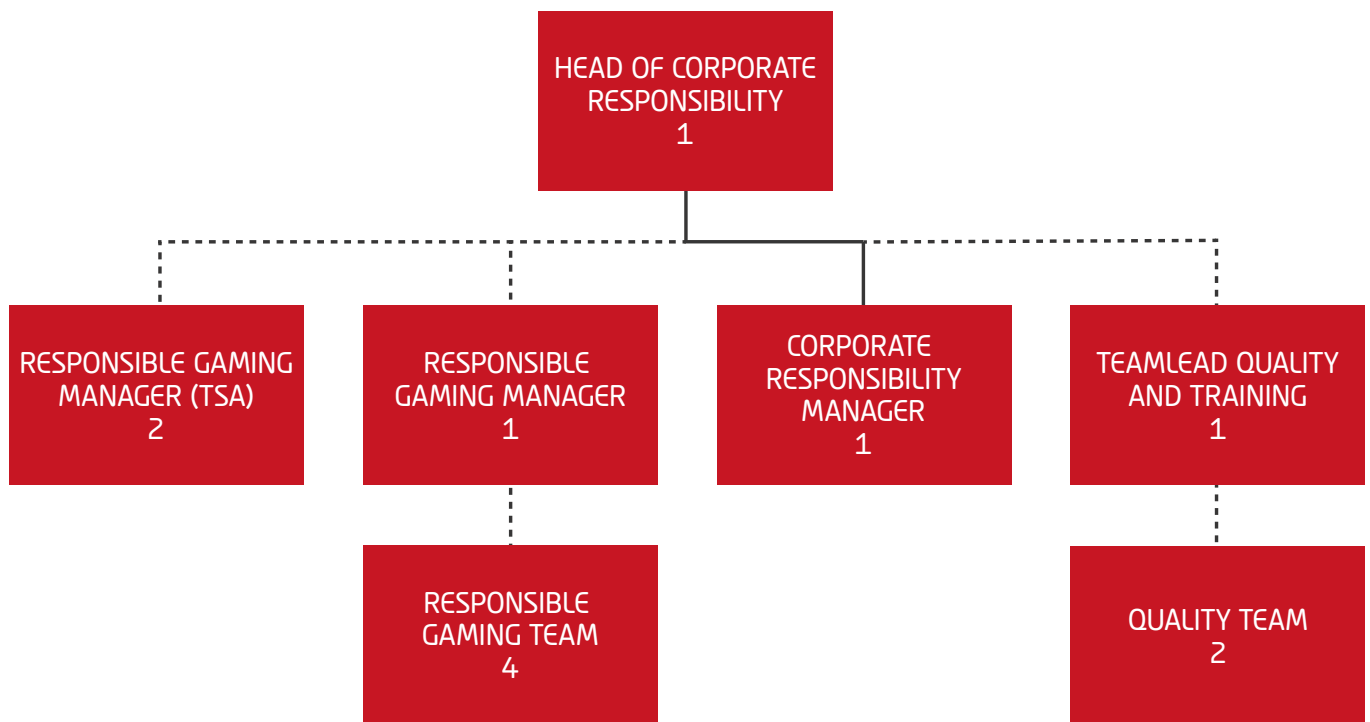 HEAD OF CORPORATE
RESPONSIBILITY
1
RESPONSIBLE GAMING
MANAGER (TSA)
2
RESPONSIBLE
GAMING MANAGER
1
CORPORATE
RESPONSIBILITY
MANAGER
1
TEAMLEAD QUALITY
AND TRAINING
1
RESPONSIBLE
GAMING TEAM
4
QUALITY TEAM
2